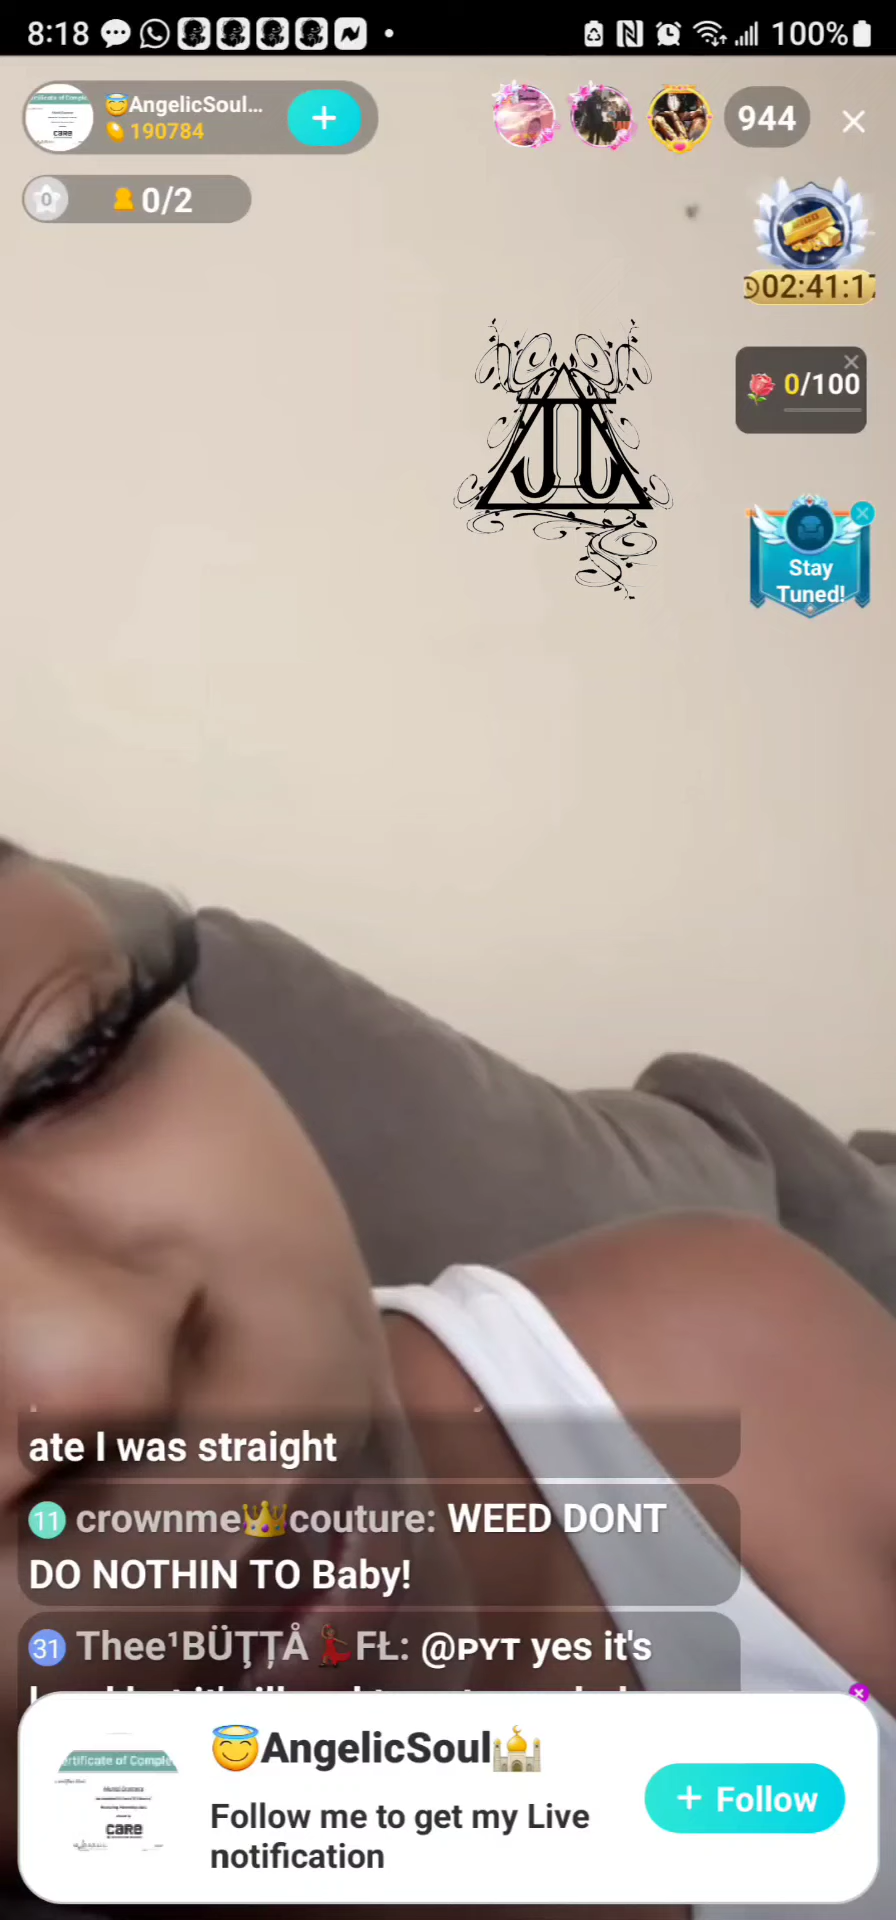 8:18
100%
😇AngelicSoul...
190784
944
0
0/2
02:41:1
0/100
Stay
Tuned!
JJ
ate I was straight
11 crownme👑couture: WEED DONT
DO NOTHIN TO Baby!
31 Thee¹BÜŢŢÅ💃🏾FŁ: @PYT yes it's
😇AngelicSoul🕌
Follow me to get my Live
notification
+ Follow
CARE